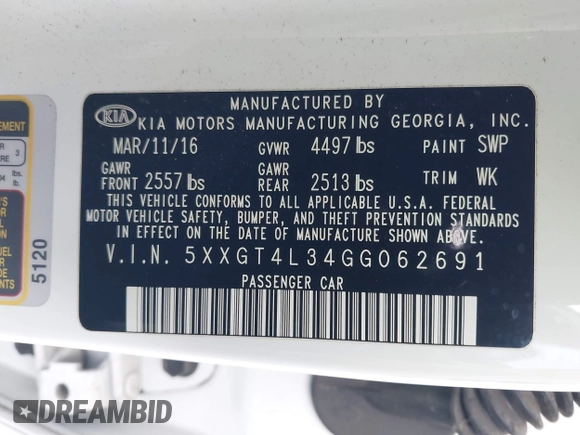 MANUFACTURED BY
KIA KIA MOTORS MANUFACTURING GEORGIA, INC.
MAR/11/16 GVWR 4497 lbs PAINT SWP
GAWR FRONT 2557 lbs GAWR REAR 2513 lbs TRIM WK
THIS VEHICLE CONFORMS TO ALL APPLICABLE U.S.A. FEDERAL
MOTOR VEHICLE SAFETY, BUMPER, AND THEFT PREVENTION STANDARDS
IN EFFECT ON THE DATE OF MANUFACTURE SHOWN ABOVE.
V.I.N. 5XXGT4L34GG062691
PASSENGER CAR
5120
DREAMBID